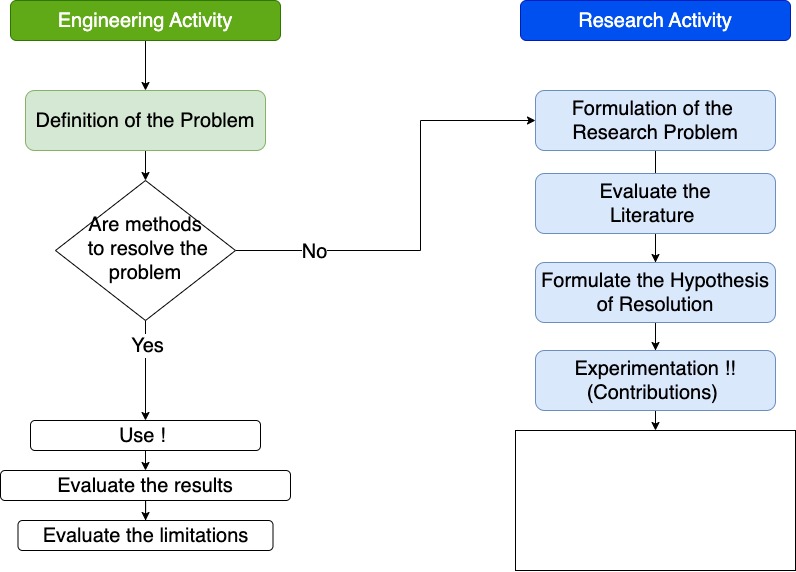 Engineering Activity
Definition of the Problem
Are methods
to resolve the
problem
No
Yes
Use !
Evaluate the results
Evaluate the limitations
Research Activity
Formulation of the
Research Problem
Evaluate the
Literature
Formulate the Hypothesis
of Resolution
Experimentation !!
(Contributions)